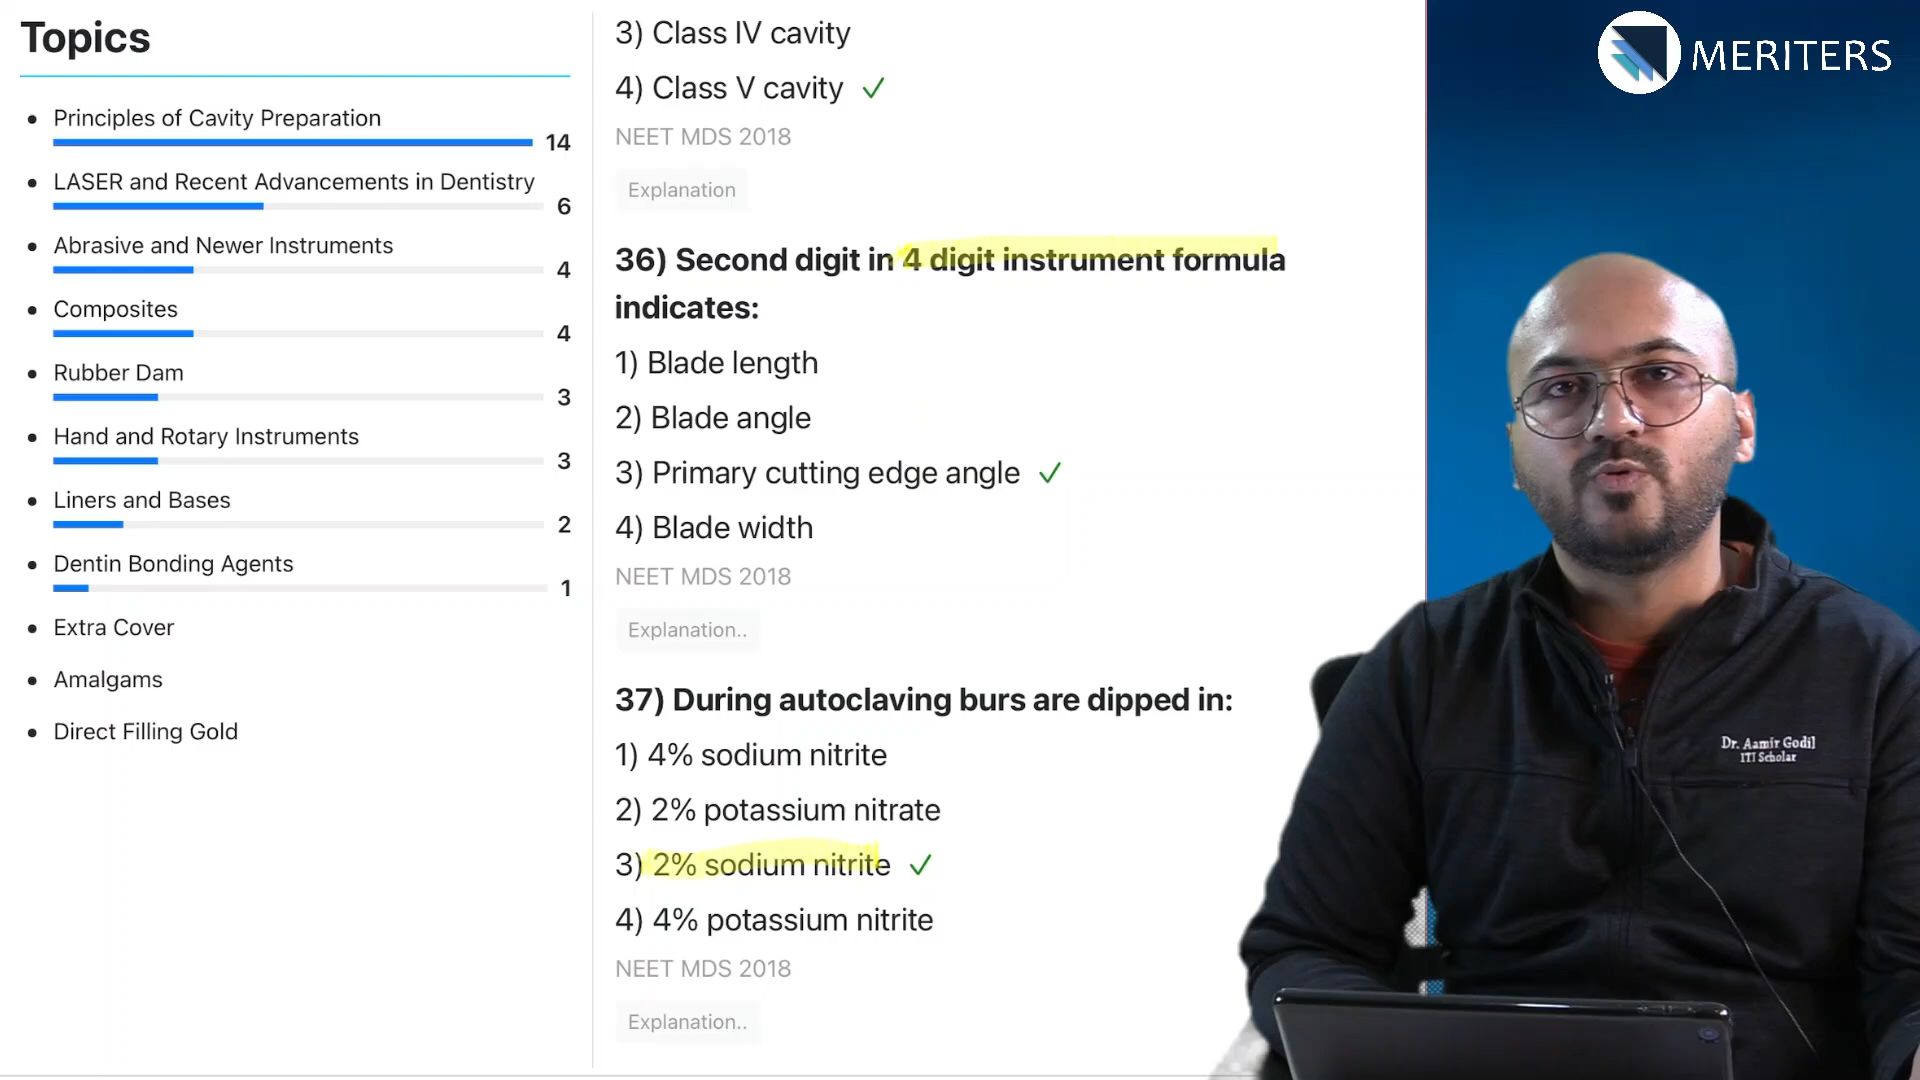 Topics
Principles of Cavity Preparation
14
LASER and Recent Advancements in Dentistry
6
Abrasive and Newer Instruments
4
Composites
4
Rubber Dam
3
Hand and Rotary Instruments
3
Liners and Bases
2
Dentin Bonding Agents
1
Extra Cover
Amalgams
Direct Filling Gold
3) Class IV cavity
4) Class V cavity ✓
NEET MDS 2018
Explanation
36) Second digit in 4 digit instrument formula
indicates:
1) Blade length
2) Blade angle
3) Primary cutting edge angle ✓
4) Blade width
NEET MDS 2018
Explanation..
37) During autoclaving burs are dipped in:
1) 4% sodium nitrite
2) 2% potassium nitrate
3) 2% sodium nitrite ✓
4) 4% potassium nitrite
NEET MDS 2018
Explanation..
MERITERS
Dr. Aamir Godil
ITI Scholar